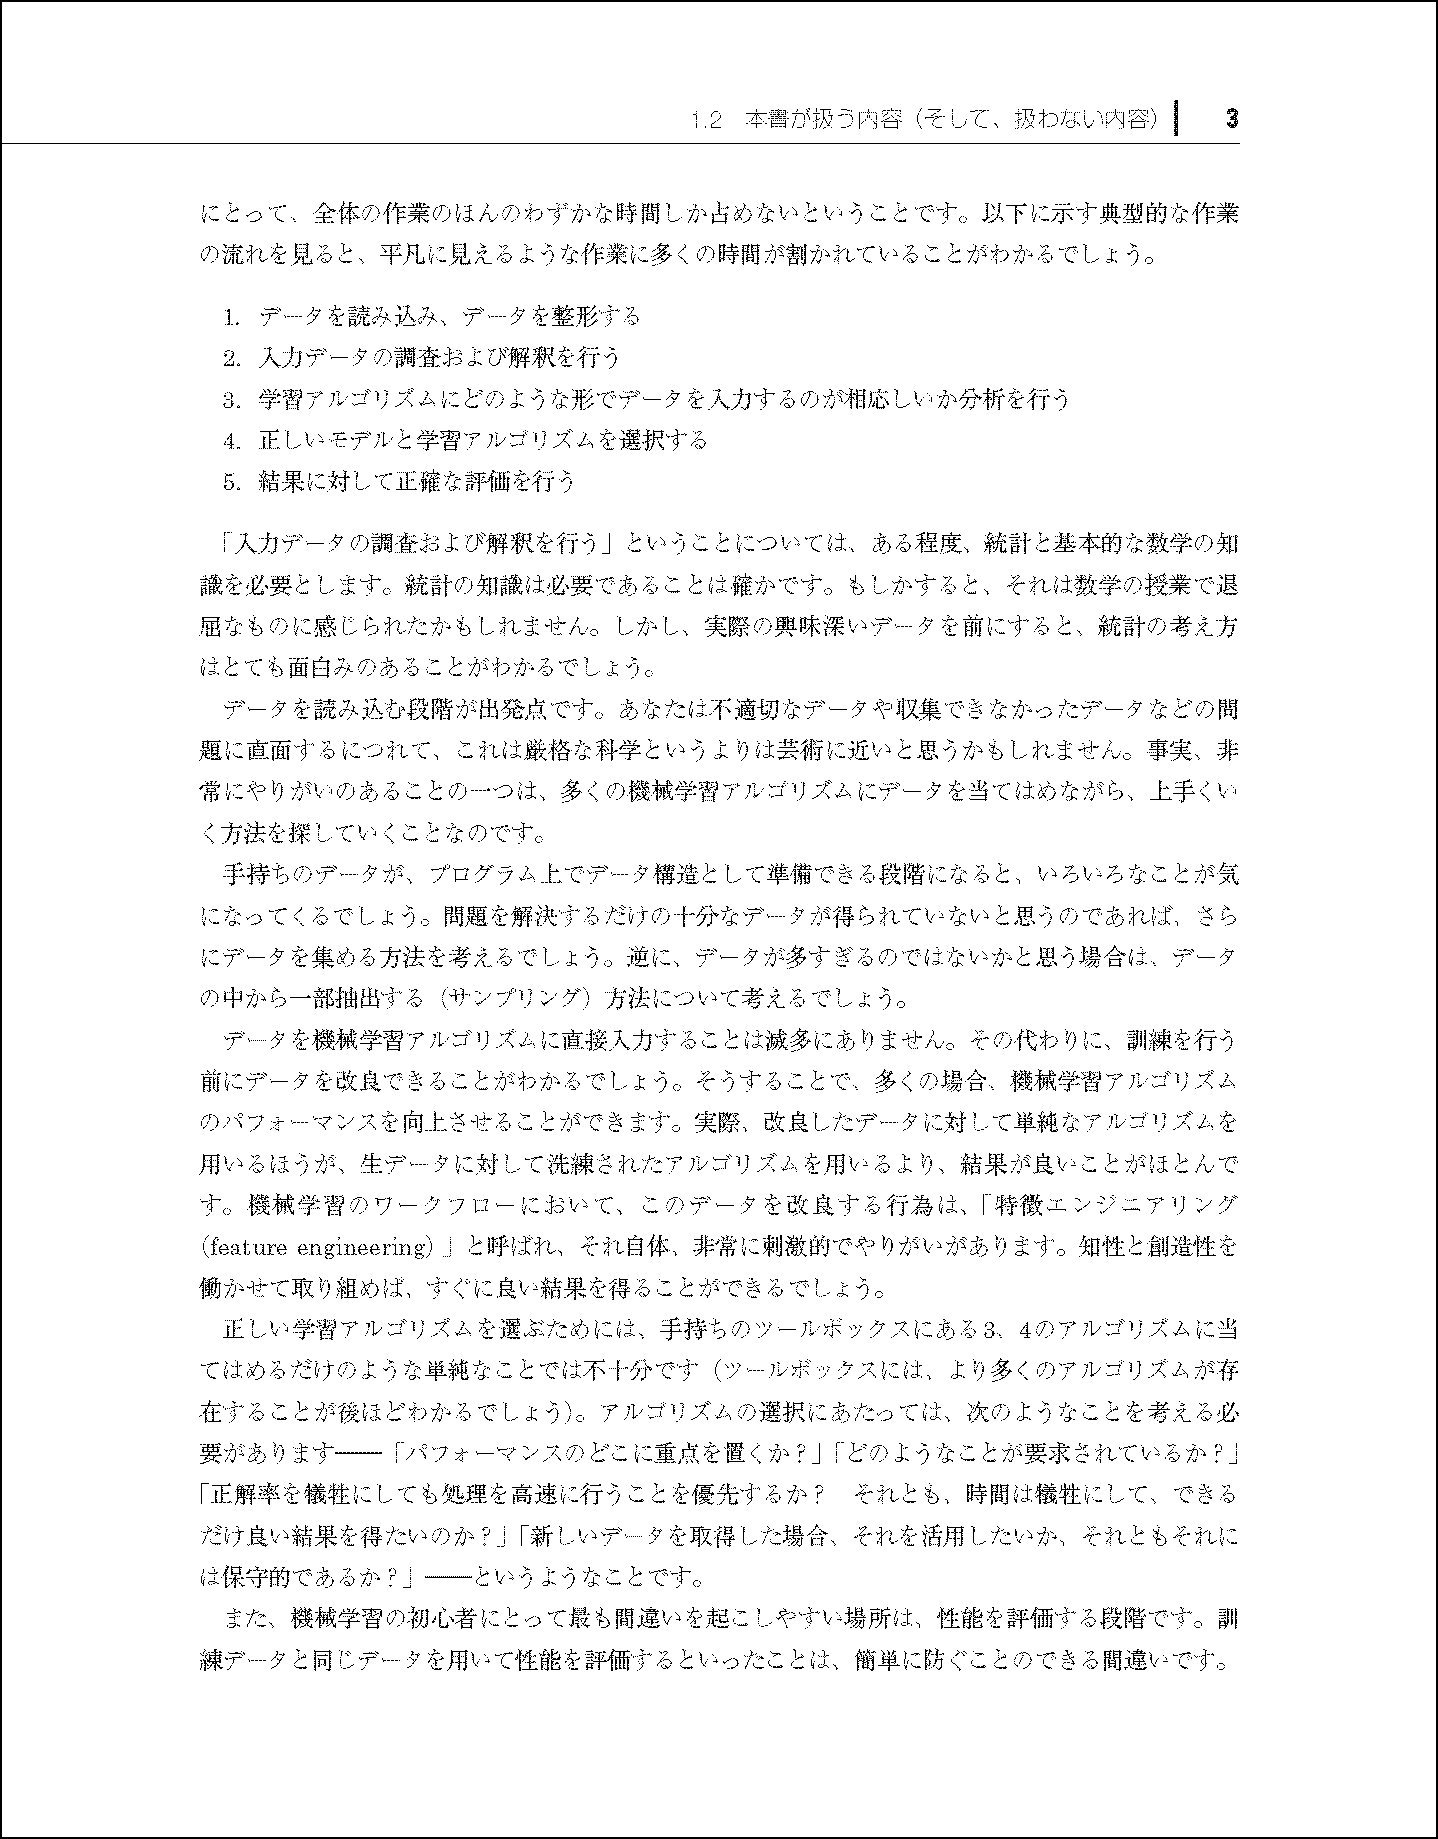 1.2　本書が扱う内容（そして、扱わない内容）　3
にとって、全体の作業のほんのわずかな時間しか占めないということです。以下に示す典型的な作業
の流れを見ると、平凡に見えるような作業に多くの時間が割かれていることがわかるでしょう。
1. データを読み込み、データを整形する
2. 入力データの調査および解釈を行う
3. 学習アルゴリズムにどのような形でデータを入力するのが相応しいか分析を行う
4. 正しいモデルと学習アルゴリズムを選択する
5. 結果に対して正確な評価を行う
「入力データの調査および解釈を行う」ということについては、ある程度、統計と基本的な数学の知
識を必要とします。統計の知識は必要であることは確かです。もしかすると、それは数学の授業で退
屈なものに感じられたかもしれません。しかし、実際の興味深いデータを前にすると、統計の考え方
はとても面白みのあることがわかるでしょう。
データを読み込む段階が出発点です。あなたは不適切なデータや収集できなかったデータなどの問
題に直面するにつれて、これは厳格な科学というよりは芸術に近いと思うかもしれません。事実、非
常にやりがいのあることの一つは、多くの機械学習アルゴリズムにデータを当てはめながら、上手くい
く方法を探していくことなのです。
手持ちのデータが、プログラム上でデータ構造として準備できる段階になると、いろいろなことが気
になってくるでしょう。問題を解決するだけの十分なデータが得られていないと思うのであれば、さら
にデータを集める方法を考えるでしょう。逆に、データが多すぎるのではないかと思う場合は、データ
の中から一部抽出する（サンプリング）方法について考えるでしょう。
データを機械学習アルゴリズムに直接入力することは滅多にありません。その代わりに、訓練を行う
前にデータを改良できることがわかるでしょう。そうすることで、多くの場合、機械学習アルゴリズム
のパフォーマンスを向上させることができます。実際、改良したデータに対して単純なアルゴリズムを
用いるほうが、生データに対して洗練されたアルゴリズムを用いるより、結果が良いことがほとんで
す。機械学習のワークフローにおいて、このデータを改良する行為は、「特徴エンジニアリング
(feature engineering)」と呼ばれ、それ自体、非常に刺激的でやりがいがあります。知性と創造性を
働かせて取り組めば、すぐに良い結果を得ることができるでしょう。
正しい学習アルゴリズムを選ぶためには、手持ちのツールボックスにある3、4のアルゴリズムに当
てはめるだけのような単純なことでは不十分です（ツールボックスには、より多くのアルゴリズムが存
在することが後ほどわかるでしょう）。アルゴリズムの選択にあたっては、次のようなことを考える必
要があります――「パフォーマンスのどこに重点を置くか？」「どのようなことが要求されているか？」
「正解率を犠牲にしても処理を高速に行うことを優先するか？　それとも、時間は犠牲にして、できる
だけ良い結果を得たいのか？」「新しいデータを取得した場合、それを活用したいか、それともそれに
は保守的であるか？」――というようなことです。
また、機械学習の初心者にとって最も間違いを起こしやすい場所は、性能を評価する段階です。訓
練データと同じデータを用いて性能を評価するといったことは、簡単に防ぐことのできる間違いです。